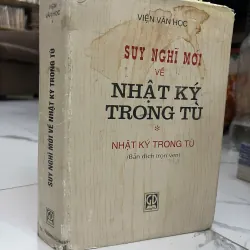 VIỆN VĂN HỌC
SUY NGHĨ MỚI
VỀ
NHẬT KÝ
TRONG TÙ
*
NHẬT KÝ TRONG TÙ
(Bản dịch trọn vẹn)
SUY NGHĨ MỚI VỀ NHẬT KÝ TRONG TÙ